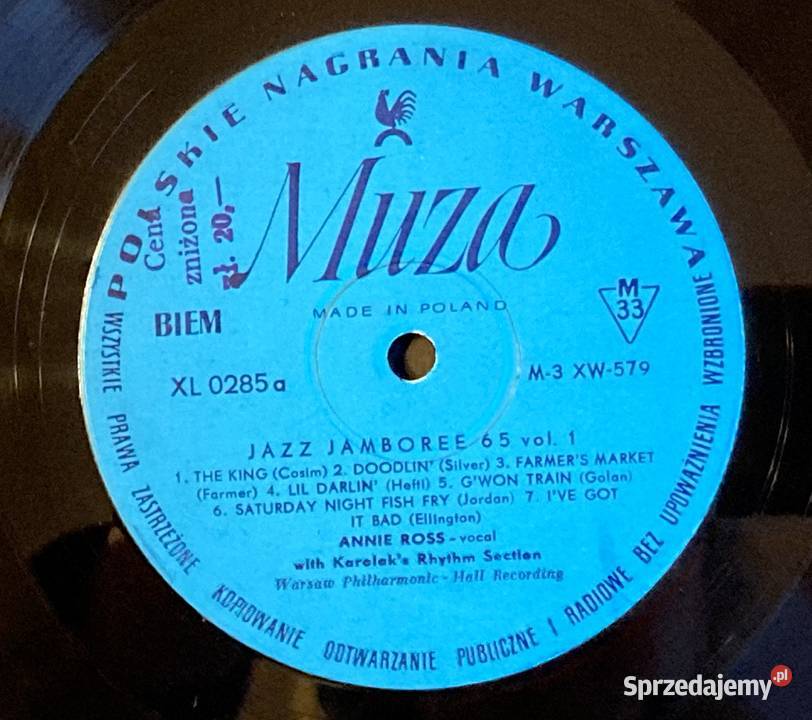 POLSKIE NAGRANIA WARSZAWA
Cena
zniżona
zł. 20,—
Muza
MADE IN POLAND
BIEM
M
33
XL 0285 a
M-3 XW-579
JAZZ JAMBOREE 65 vol. 1
1. THE KING (Cosim) 2. DOODLIN' (Silver) 3. FARMER'S MARKET
(Farmer) 4. LIL DARLIN' (Hefti) 5. G'WON TRAIN (Golan)
6. SATURDAY NIGHT FISH FRY (Jordan) 7. I'VE GOT
IT BAD (Ellington)
ANNIE ROSS - vocal
with Karolak's Rhythm Section
Warsaw Philharmonic - Hall Recording
WSZYSTKIE PRAWA ZASTRZEŻONE KOPIOWANIE ODTWARZANIE PUBLICZNE I RADIOWE BEZ UPOWAŻNIENIA WZBRONIONE
Sprzedajemy.pl